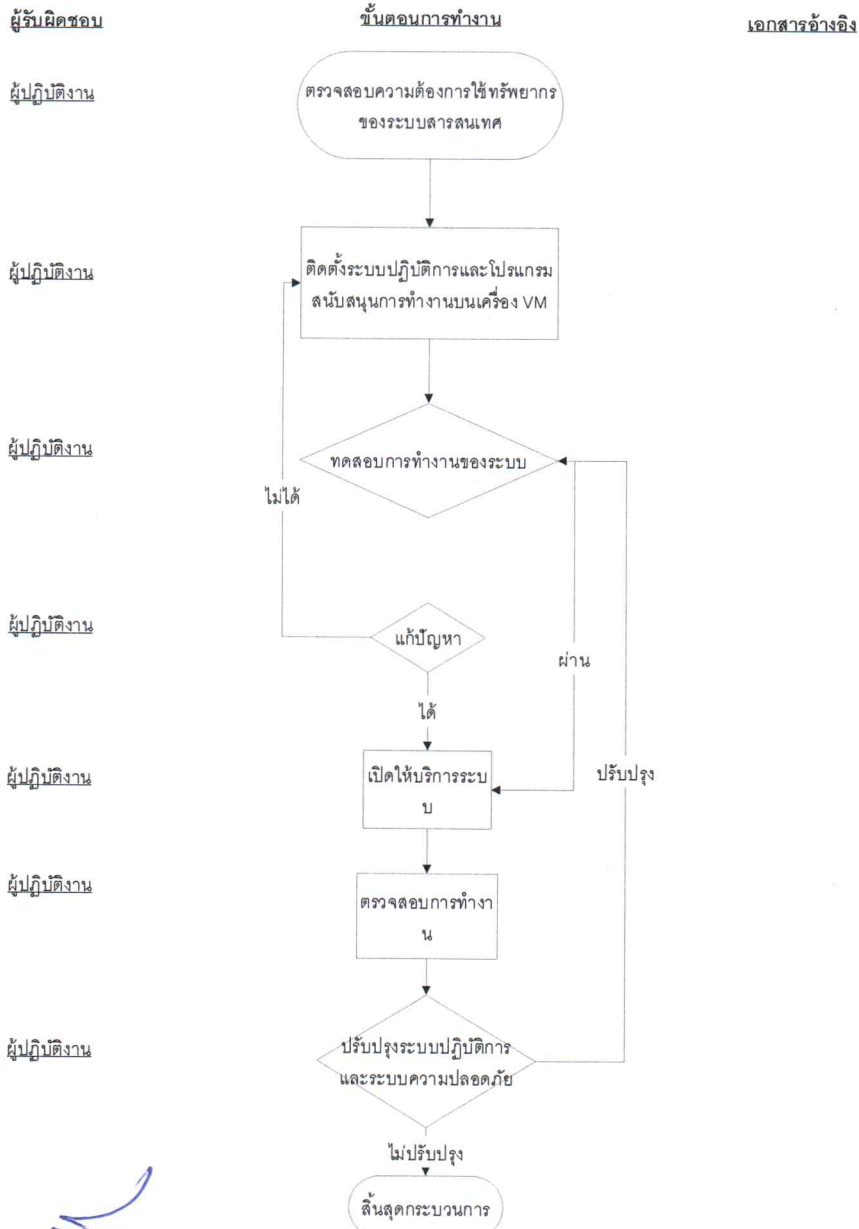 ผู้รับผิดชอบ ขั้นตอนการทำงาน เอกสารอ้างอิง
ผู้ปฏิบัติงาน
ตรวจสอบความต้องการใช้ทรัพยากร
ของระบบสารสนเทศ
ผู้ปฏิบัติงาน
ติดตั้งระบบปฏิบัติการและโปรแกรม
สนับสนุนการทำงานบนเครื่อง VM
ผู้ปฏิบัติงาน
ทดสอบการทำงานของระบบ
ไม่ได้
ผู้ปฏิบัติงาน
แก้ปัญหา
ผ่าน
ได้
ผู้ปฏิบัติงาน
เปิดให้บริการระบ
บ
ปรับปรุง
ผู้ปฏิบัติงาน
ตรวจสอบการทำงา
น
ผู้ปฏิบัติงาน
ปรับปรุงระบบปฏิบัติการ
และระบบความปลอดภัย
ไม่ปรับปรุง
สิ้นสุดกระบวนการ